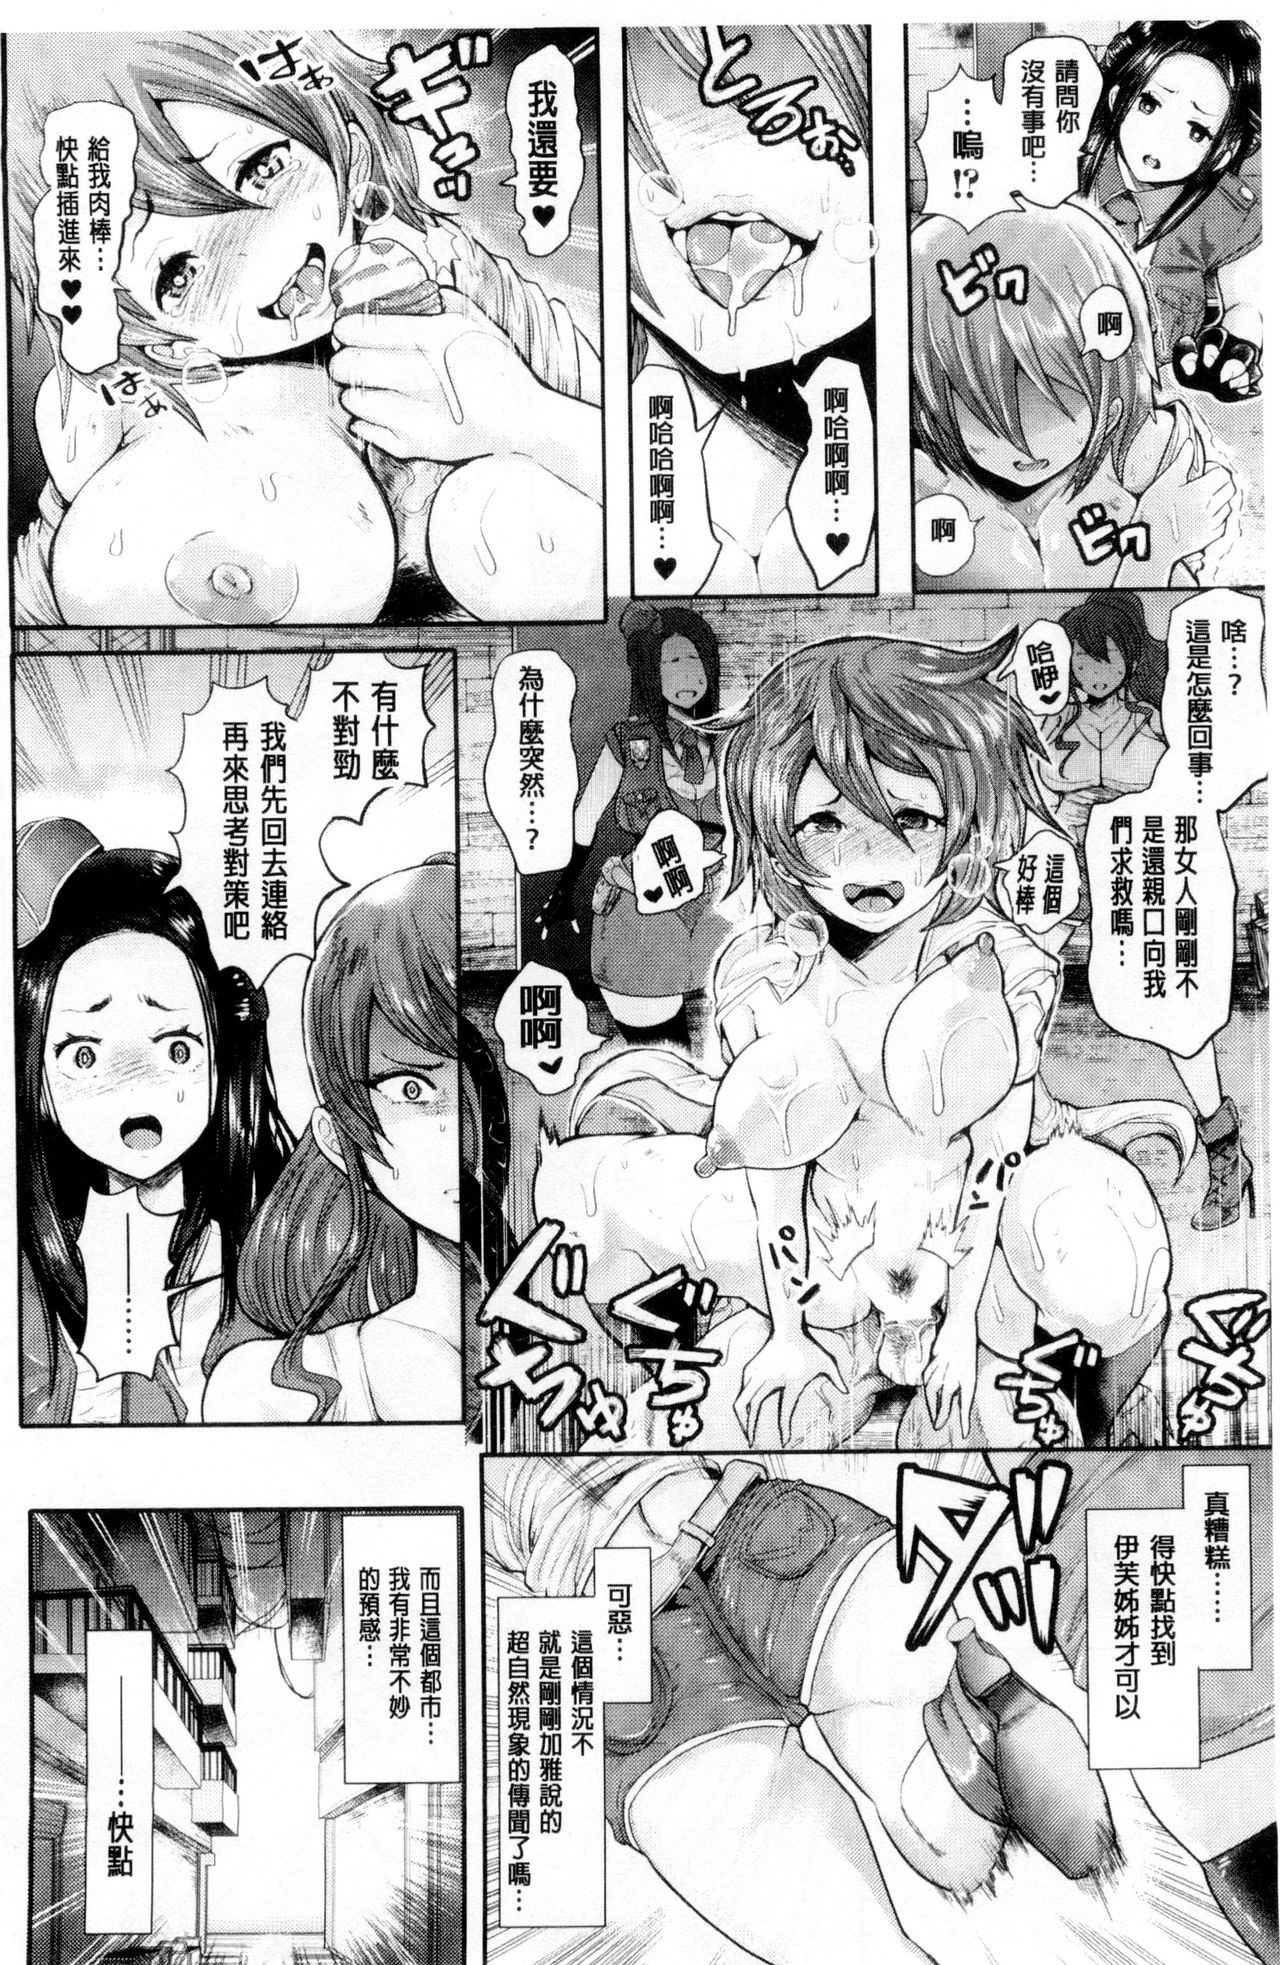 請問你
沒有事吧…
…嗚!?
ビクッ
啊
啊
ビクッ
とろぉ…
啊哈啊啊…♥
啊哈哈啊啊…♥
我還要♥
ギュッ
はぁ
はぁ
給我肉棒…
快點插進來♥♥
啥…?
這是怎麼回事…
那女人剛剛不
是還親口向我
們求救嗎…
哈咿♥
這個
好棒
啊啊♥
為什麼突然…?
啊啊♥
パン
パン
ぐちゅ
ぐちゅ
ぐちゅ
ぐちゅ
有什麼
不對勁
我們先回去連絡
再來思考對策吧
………
真糟糕……
得快點找到
伊芙姊姊才可以
ダッ
可惡…
這個情況不
就是剛剛加雅說的
超自然現象的傳聞了嗎…
而且這個都市…
我有非常不妙
的預感…
———…快點